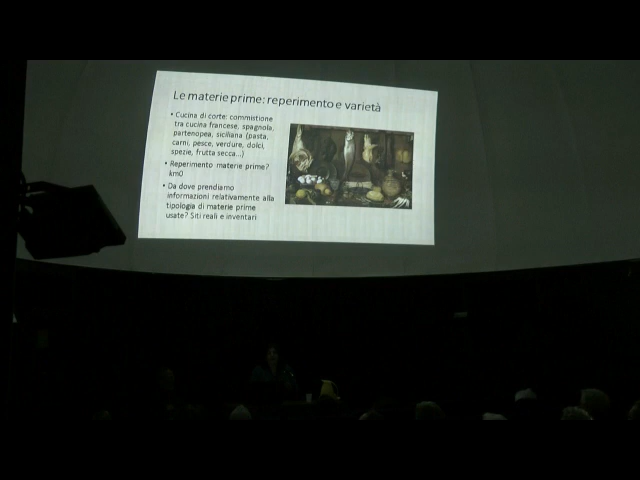 Le materie prime: reperimento e varietà
• Cucina di corte: commistione
tra cucina francese, spagnola,
partenopea, siciliana (pasta,
carni, pesce, verdure, dolci,
spezie, frutta secca...)
• Reperimento materie prime?
km0
• Da dove prendiamo
informazioni relativamente alla
tipologia di materie prime
usate? Siti reali e inventari